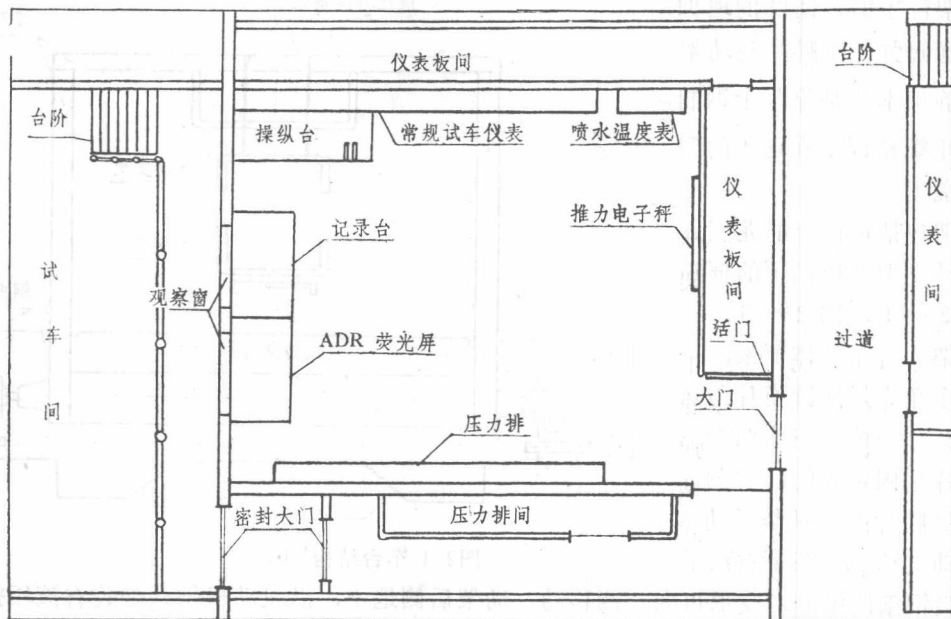 仪表板间
台阶
台阶
操纵台
常规试车仪表
喷水温度表
仪表板间
仪表间
推力电子秤
记录台
试车间
观察窗
ADR 荧光屏
活门
过道
大门
压力排
密封大门
压力排间